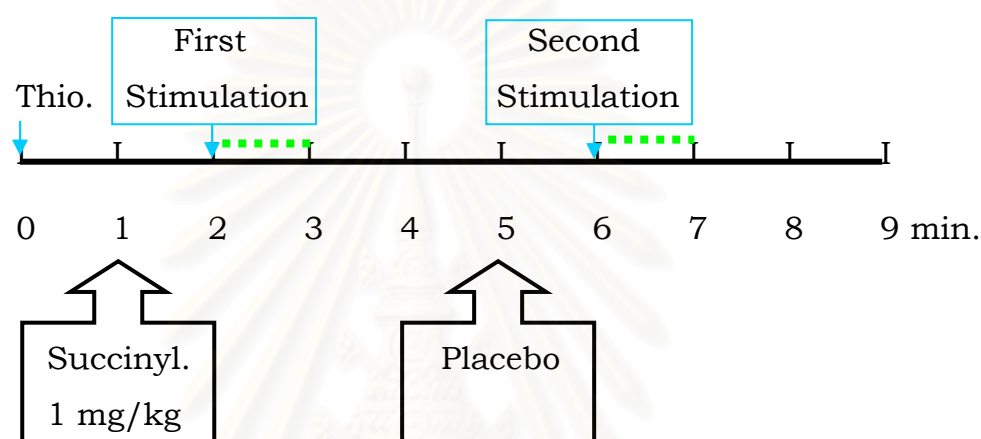 First
Stimulation
Second
Stimulation
Thio.
0 1 2 3 4 5 6 7 8 9 min.
Succinyl.
1 mg/kg
Placebo